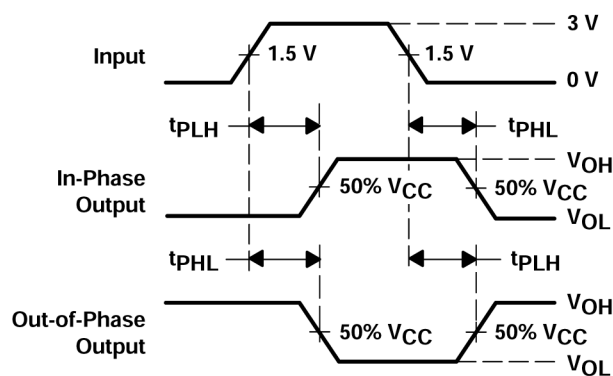 3 V
Input
1.5 V
1.5 V
0 V
tPLH
tPHL
VOH
In-Phase
Output
50% VCC
50% VCC
VOL
tPHL
tPLH
VOH
Out-of-Phase
Output
50% VCC
50% VCC
VOL